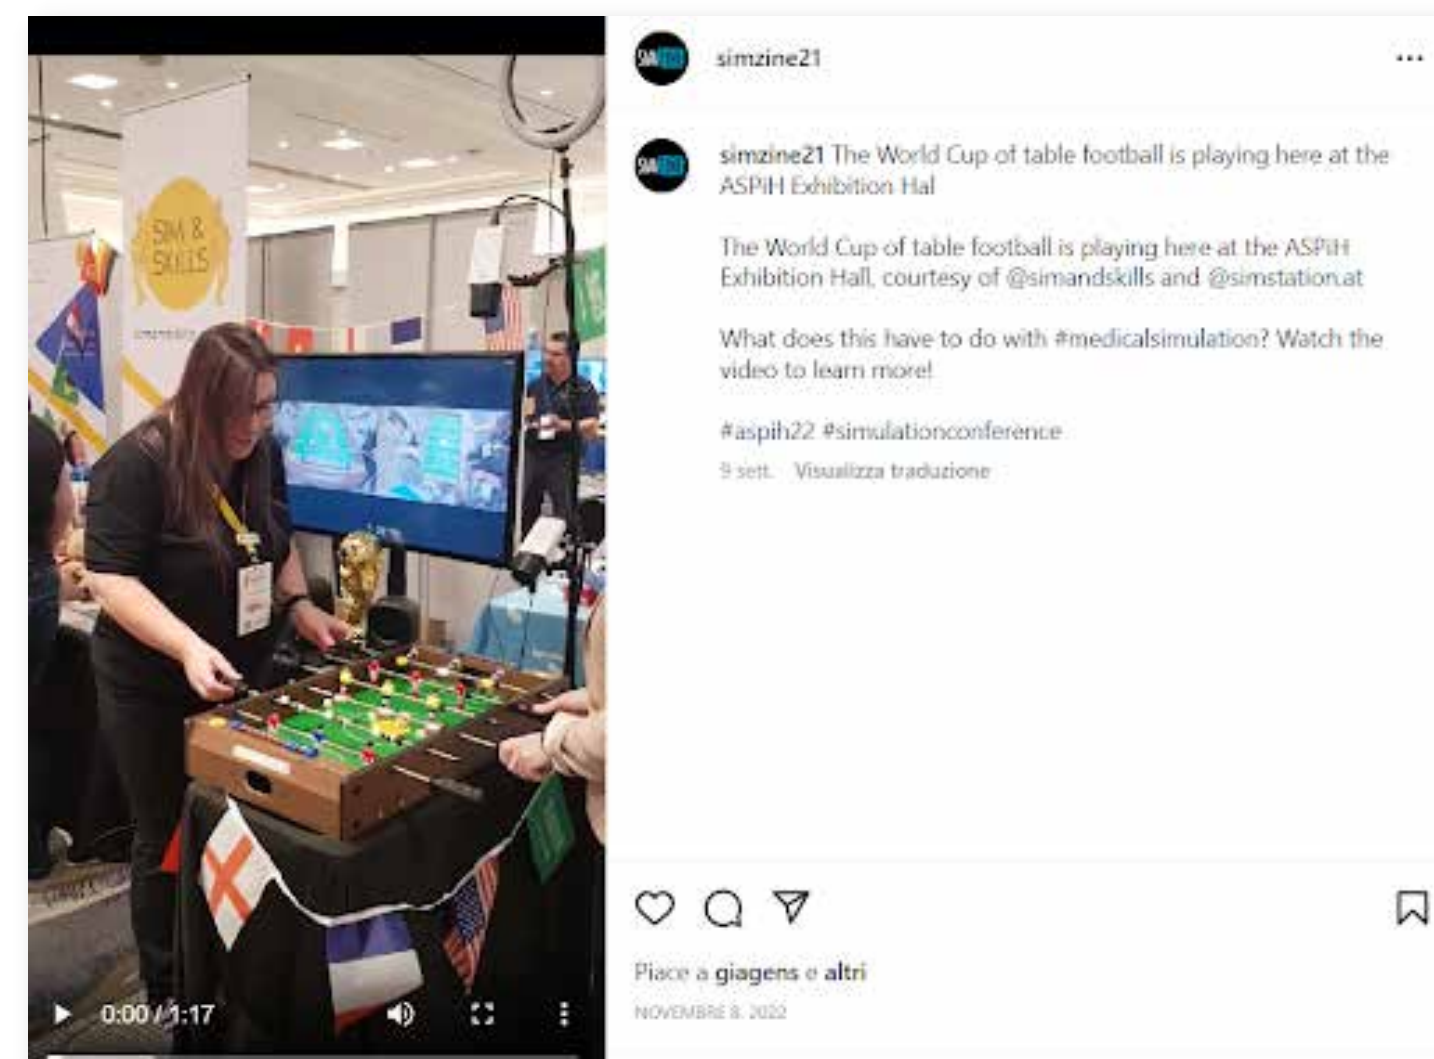 SIM &
SKILLS
0:00 / 1:17
simzine21
simzine21 The World Cup of table football is playing here at the
ASPiH Exhibition Hal
The World Cup of table football is playing here at the ASPiH
Exhibition Hall, courtesy of @simandskills and @simstation.at
What does this have to do with #medicalsimulation? Watch the
video to learn more!
#aspih22 #simulationconference
9 sett. Visualizza traduzione
Piace a giagens e altri
NOVEMBRE 8, 2022